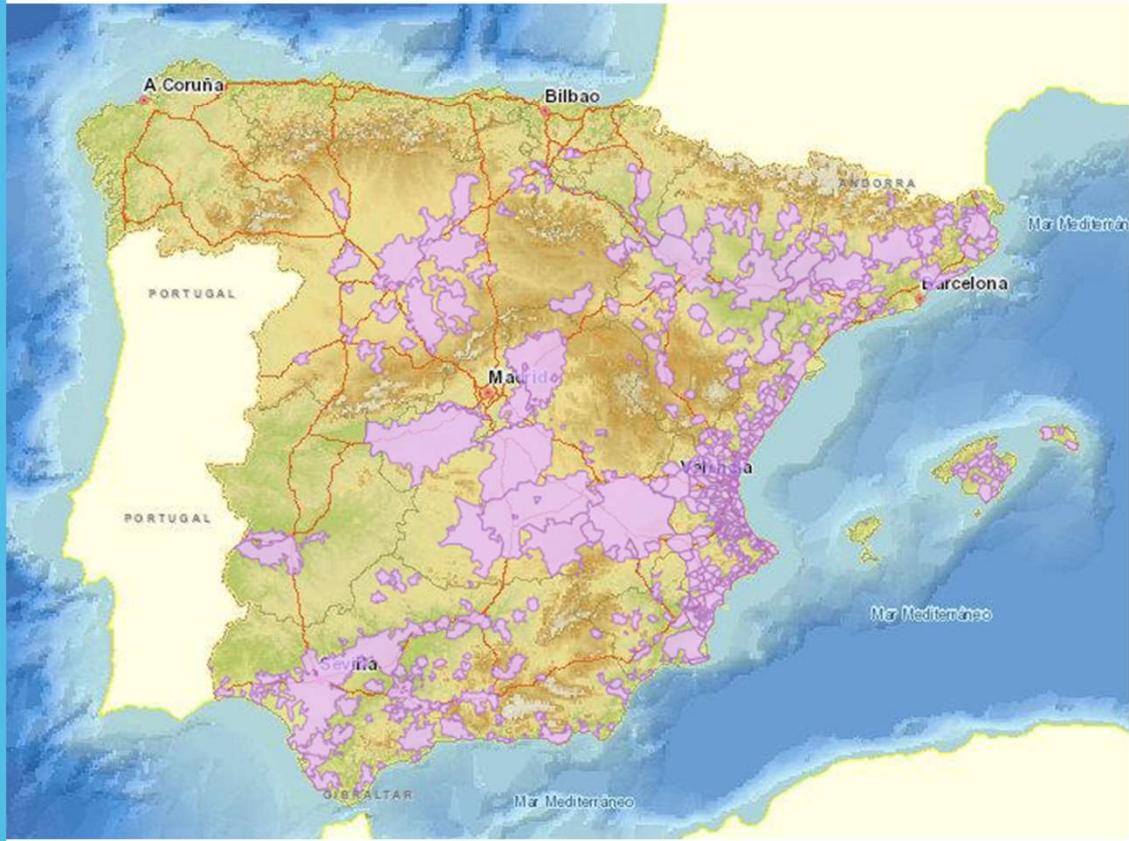 A Coruña
Bilbao
ANDORRA
Mar Mediterrán
Barcelona
PORTUGAL
Madrid
Valencia
PORTUGAL
Mar Mediterráneo
Sevilla
GIBRALTAR
Mar Mediterráneo